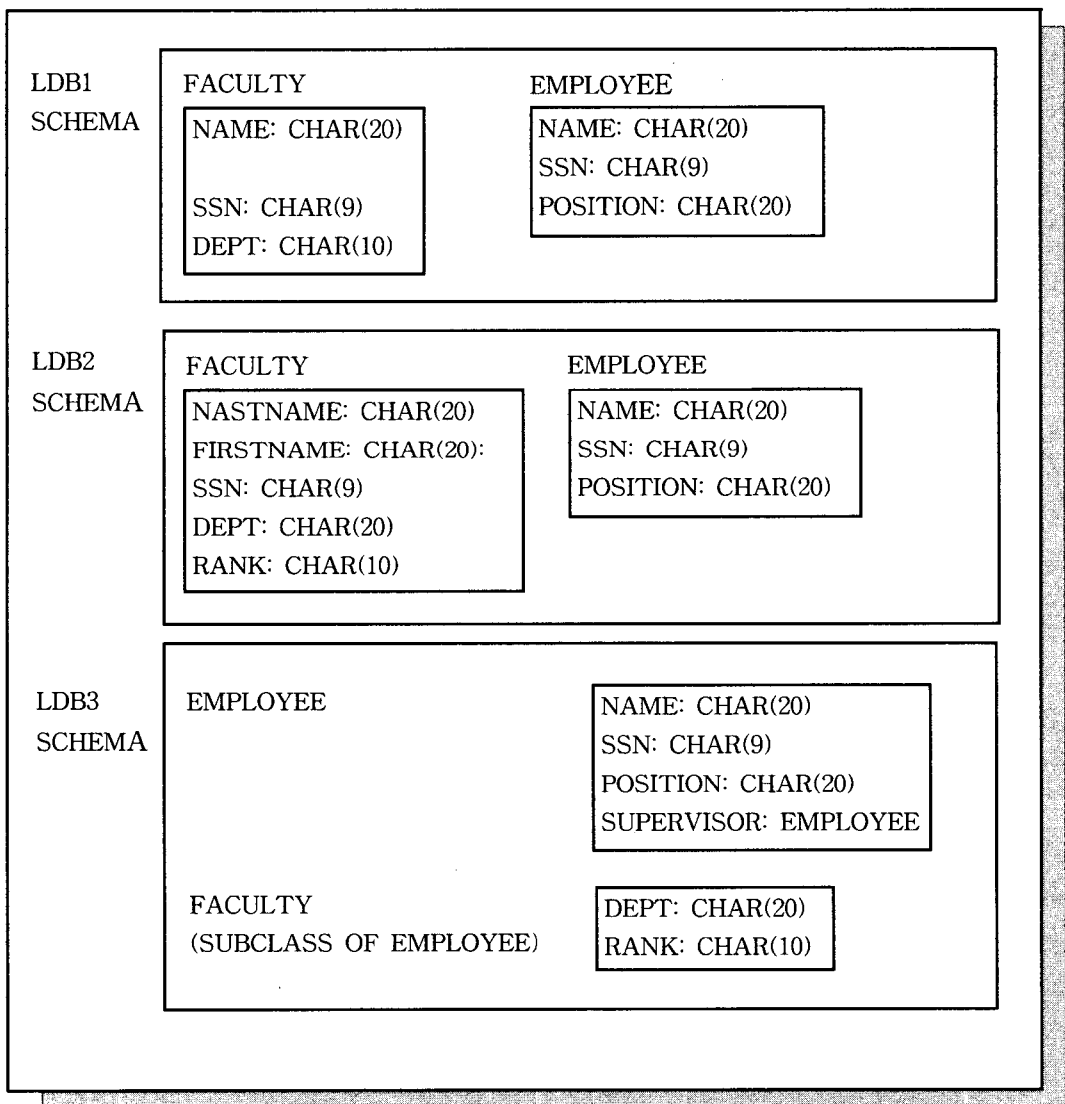 LDB1
SCHEMA
FACULTY
NAME: CHAR(20)
SSN: CHAR(9)
DEPT: CHAR(10)
EMPLOYEE
NAME: CHAR(20)
SSN: CHAR(9)
POSITION: CHAR(20)
LDB2
SCHEMA
FACULTY
NASTNAME: CHAR(20)
FIRSTNAME: CHAR(20):
SSN: CHAR(9)
DEPT: CHAR(20)
RANK: CHAR(10)
EMPLOYEE
NAME: CHAR(20)
SSN: CHAR(9)
POSITION: CHAR(20)
LDB3
SCHEMA
EMPLOYEE
NAME: CHAR(20)
SSN: CHAR(9)
POSITION: CHAR(20)
SUPERVISOR: EMPLOYEE
FACULTY
(SUBCLASS OF EMPLOYEE)
DEPT: CHAR(20)
RANK: CHAR(10)